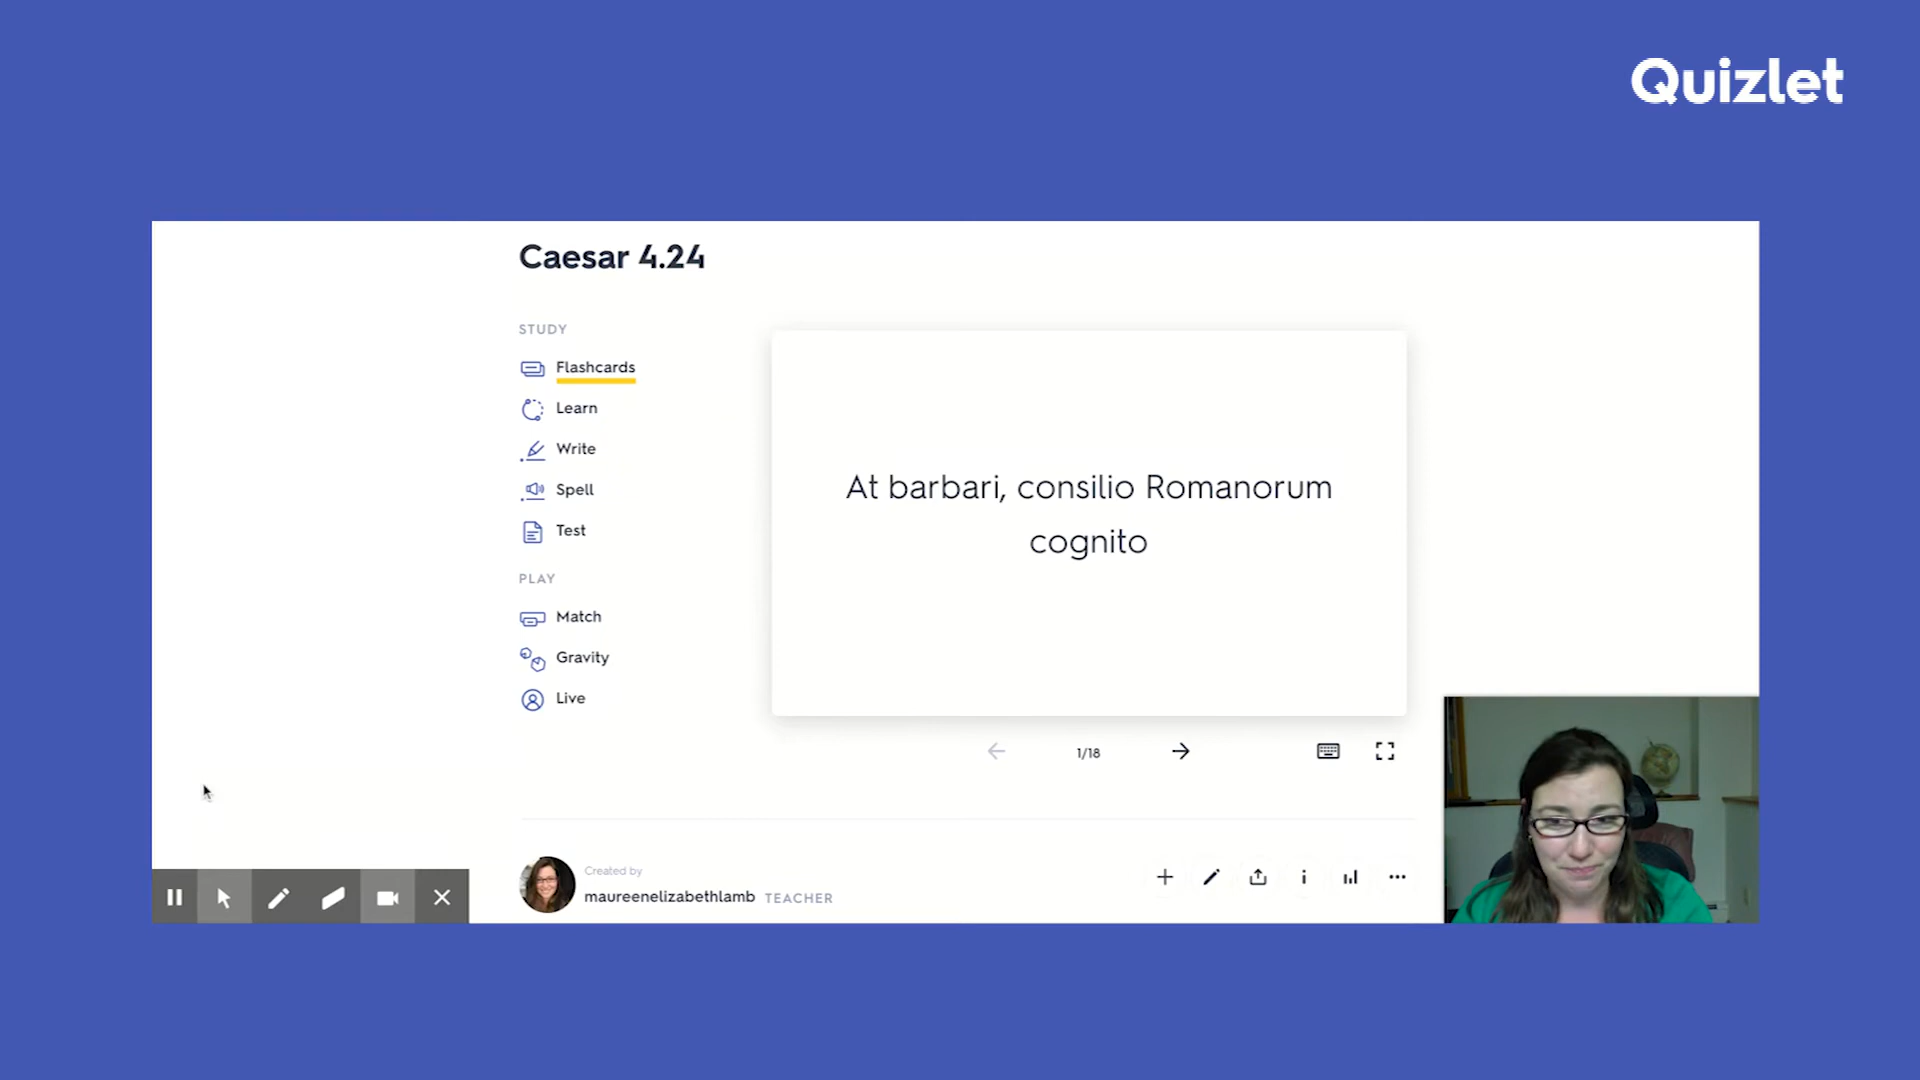 Quizlet
Caesar 4.24
STUDY
Flashcards
Learn
Write
Spell
Test
PLAY
Match
Gravity
Live
At barbari, consilio Romanorum
cognito
1/18
Created by
maureenelizabethlamb TEACHER